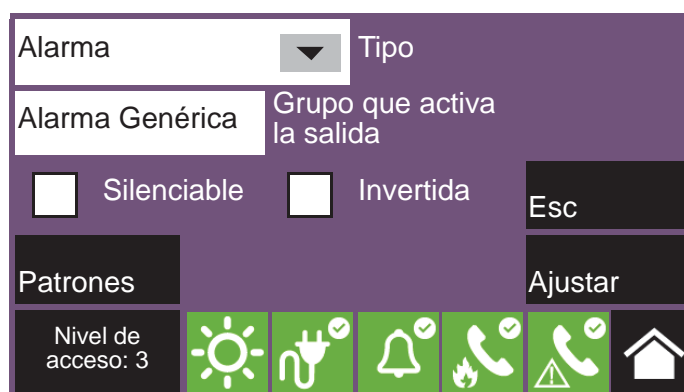 Alarma
Tipo
Alarma Genérica
Grupo que activa
la salida
Silenciable
Invertida
Esc
Patrones
Ajustar
Nivel de
acceso: 3